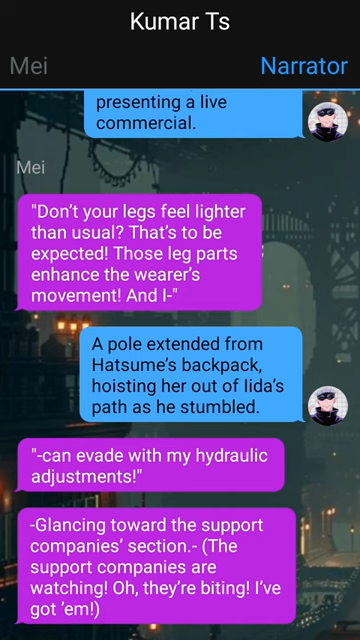 Kumar Ts
Mei
Narrator
presenting a live
commercial.
Mei
"Don't your legs feel lighter
than usual? That's to be
expected! Those leg parts
enhance the wearer's
movement! And I-"
A pole extended from
Hatsume's backpack,
hoisting her out of Iida's
path as he stumbled.
"-can evade with my hydraulic
adjustments!"
-Glancing toward the support
companies' section.- (The
support companies are
watching! Oh, they're biting! I've
got 'em!)